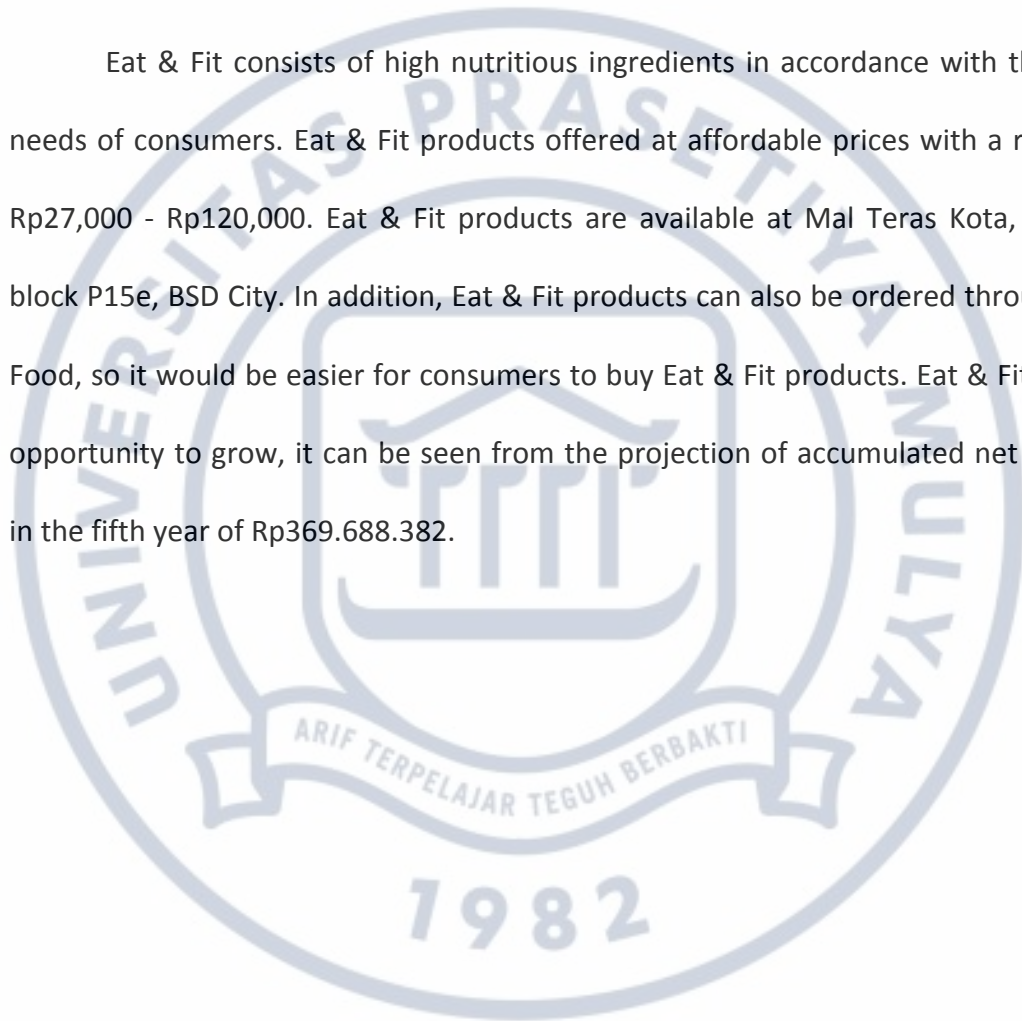 Eat & Fit consists of high nutritious ingredients in accordance with
needs of consumers. Eat & Fit products offered at affordable prices with a
Rp27,000 - Rp120,000. Eat & Fit products are available at Mal Teras Kota,
block P15e, BSD City. In addition, Eat & Fit products can also be ordered
Food, so it would be easier for consumers to buy Eat & Fit products. Eat &
opportunity to grow, it can be seen from the projection of accumulated net
in the fifth year of Rp369.688.382.
UNIVERSITAS PRASETIYA MULYA
ARIF TERPELAJAR TEGUH BERBAKTI
1982